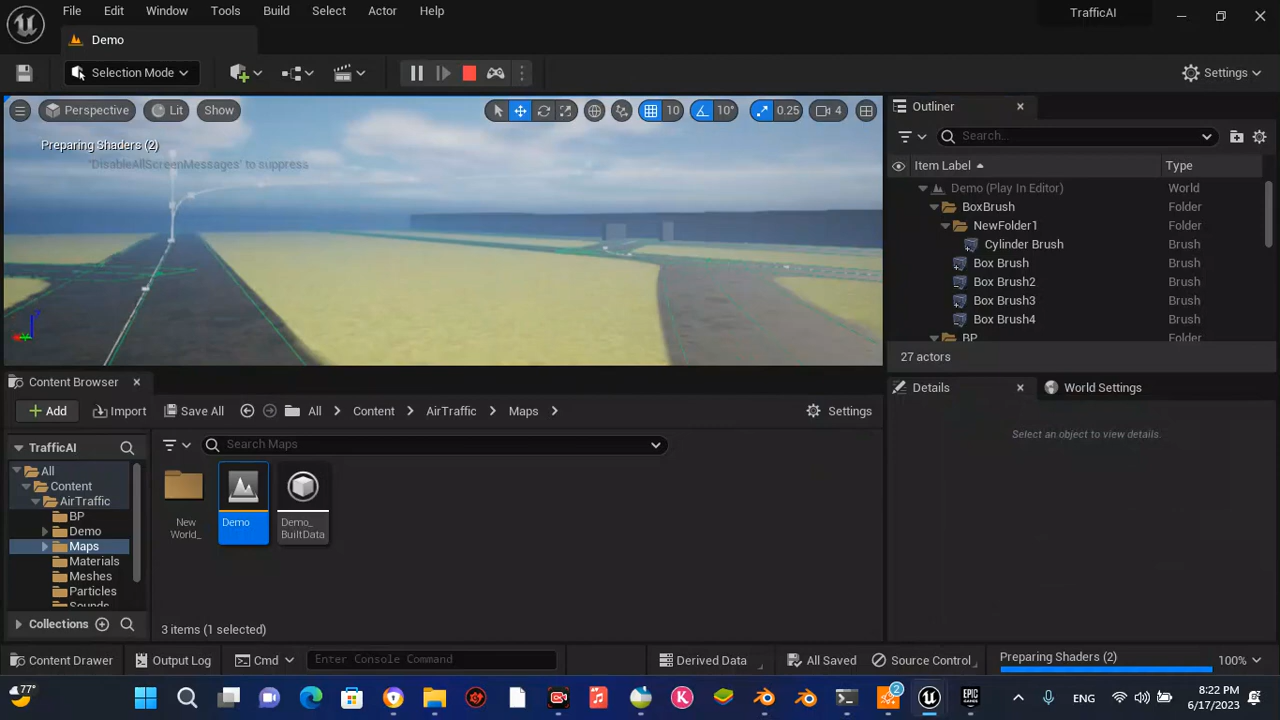 File Edit Window Tools Build Select Actor Help
TrafficAI
Demo
Selection Mode
Settings
Perspective
Lit
Show
10
10°
0.25
4
Preparing Shaders (2)
'DisableAllScreenMessages' to suppress
Outliner
Search...
Item Label
Type
Demo (Play In Editor) World
BoxBrush Folder
NewFolder1 Folder
Cylinder Brush Brush
Box Brush Brush
Box Brush2 Brush
Box Brush3 Brush
Box Brush4 Brush
BP Folder
27 actors
Content Browser
Add
Import
Save All
All
Content
AirTraffic
Maps
Settings
TrafficAI
Search Maps
All
Content
AirTraffic
BP
Demo
Maps
Materials
Meshes
Particles
Sounds
Collections
New
World_
Demo
Demo_
BuiltData
3 items (1 selected)
Details
World Settings
Select an object to view details.
Content Drawer
Output Log
Cmd
Enter Console Command
Derived Data
All Saved
Source Control
Preparing Shaders (2)
100%
77°
2
EPIC
GAMES
ENG
8:22 PM
6/17/2023